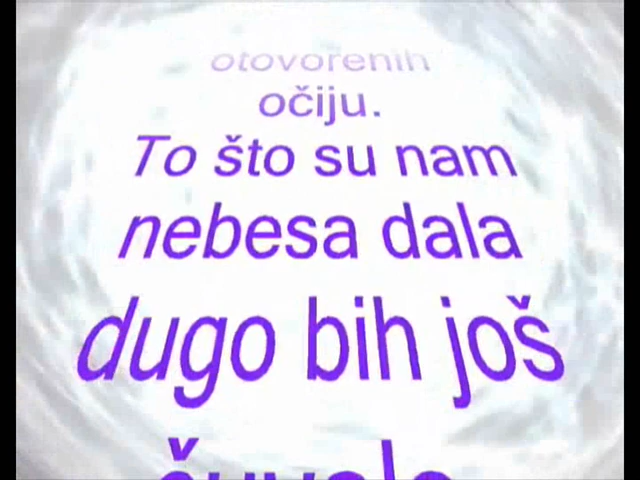 otovorenih
očiju.
To što su nam
nebesa dala
dugo bih još